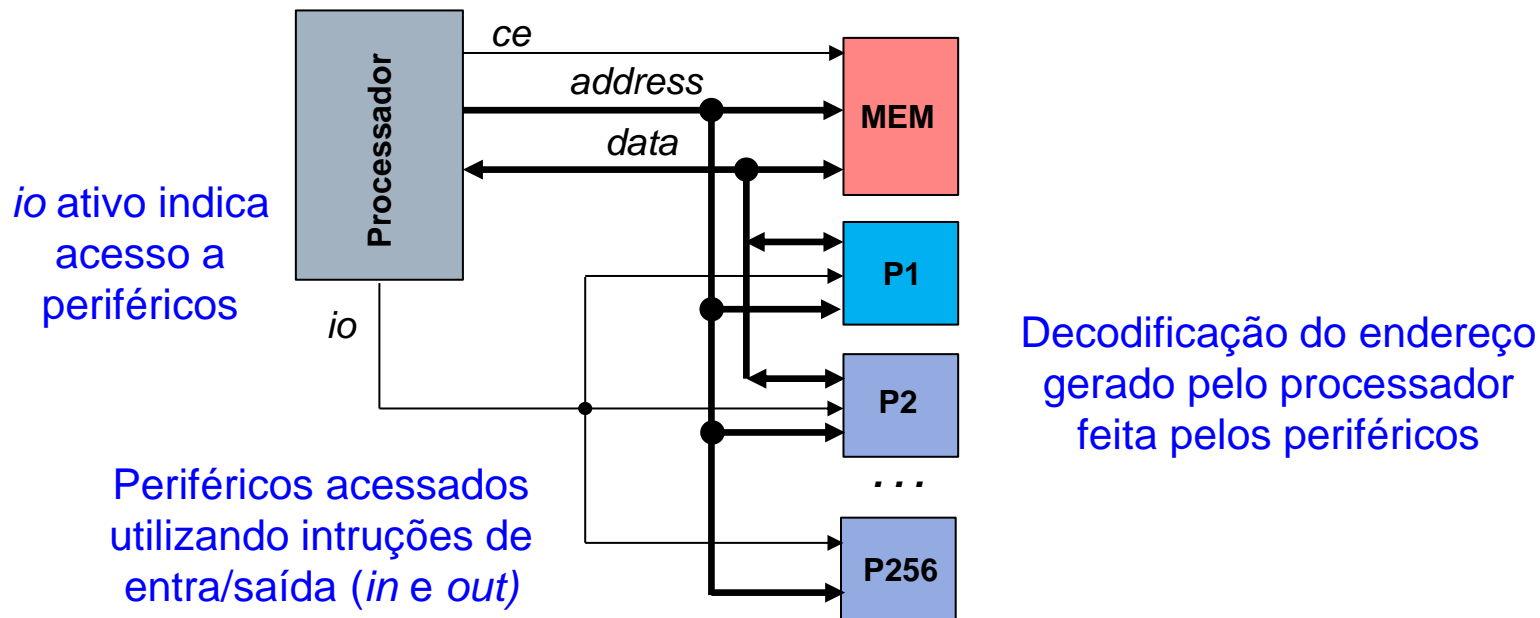 ce
Processador
address
MEM
data
io ativo indica
acesso a
periféricos
P1
io
Decodificação do endereço
gerado pelo processador
feita pelos periféricos
P2
. . .
Periféricos acessados
utilizando intruções de
entra/saída (in e out)
P256